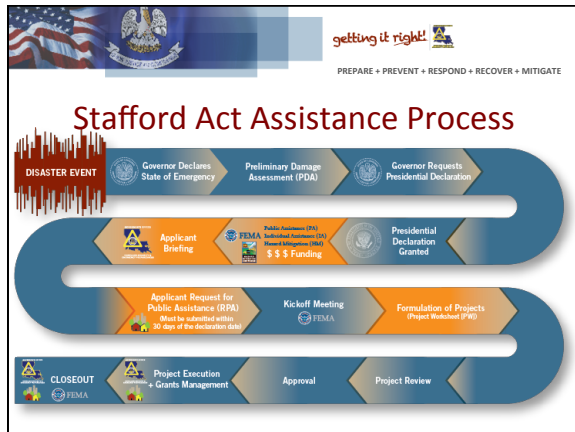 getting it right!
PREPARE + PREVENT + RESPOND + RECOVER + MITIGATE
Stafford Act Assistance Process
DISASTER EVENT
Governor Declares
State of Emergency
Preliminary Damage
Assessment (PDA)
Governor Requests
Presidential Declaration
Presidential
Declaration
Granted
Public Assistance (PA)
Individual Assistance (IA)
Hazard Mitigation (HM)
FEMA
$ $ $ Funding
Applicant
Briefing
Applicant Request for
Public Assistance (RPA)
(Must be submitted within
30 days of the declaration date)
Kickoff Meeting
FEMA
Formulation of Projects
(Project Worksheet (PW))
Project Review
Approval
Project Execution
+ Grants Management
CLOSEOUT
FEMA